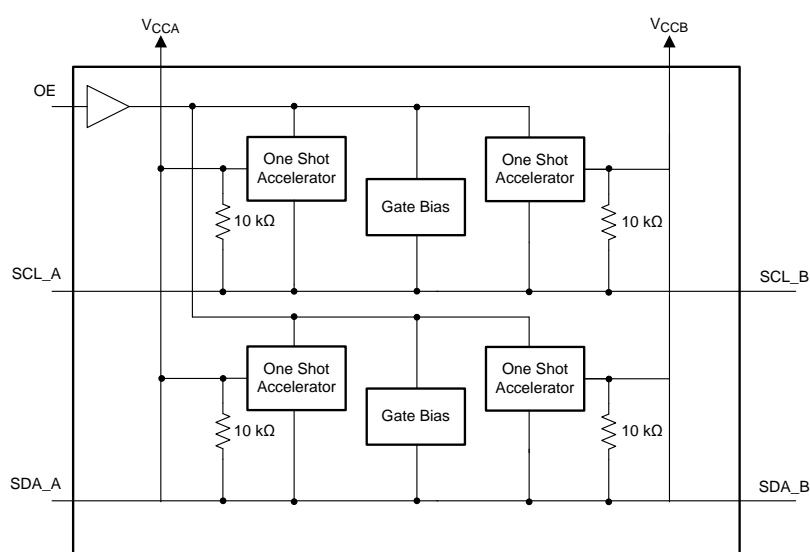 VCCA
VCCB
OE
One Shot
Accelerator
One Shot
Accelerator
Gate Bias
10 kΩ
10 kΩ
SCL_A
SCL_B
One Shot
Accelerator
One Shot
Accelerator
Gate Bias
10 kΩ
10 kΩ
SDA_A
SDA_B